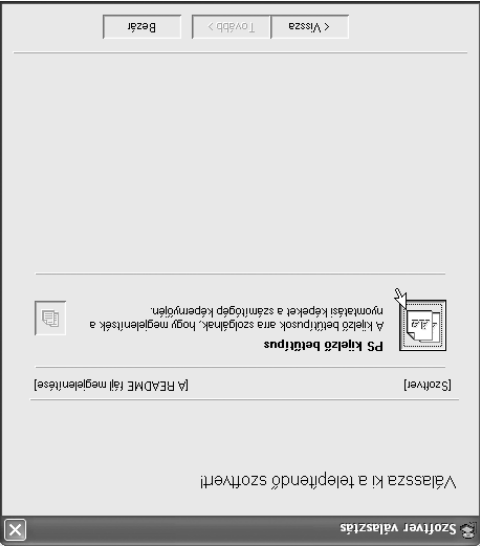 Szoftver választás
Válassza ki a telepítendő szoftvert!
[Szoftver] [A README fájl megjelenítése]
PS kijelző betűtípus
A kijelző betűtípusok arra szolgálnak, hogy megjelenítsék a
nyomtatási képeket a számítógép képernyőjén.
< Vissza Tovább > Bezár